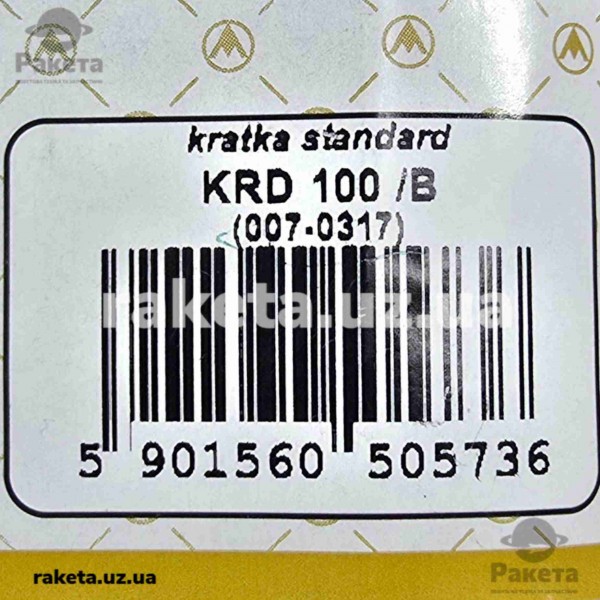 Ракета
kratka standard
KRD 100 /B
(007-0317)
raketa.uz.ua
5 901560 505736
raketa.uz.ua
Ракета